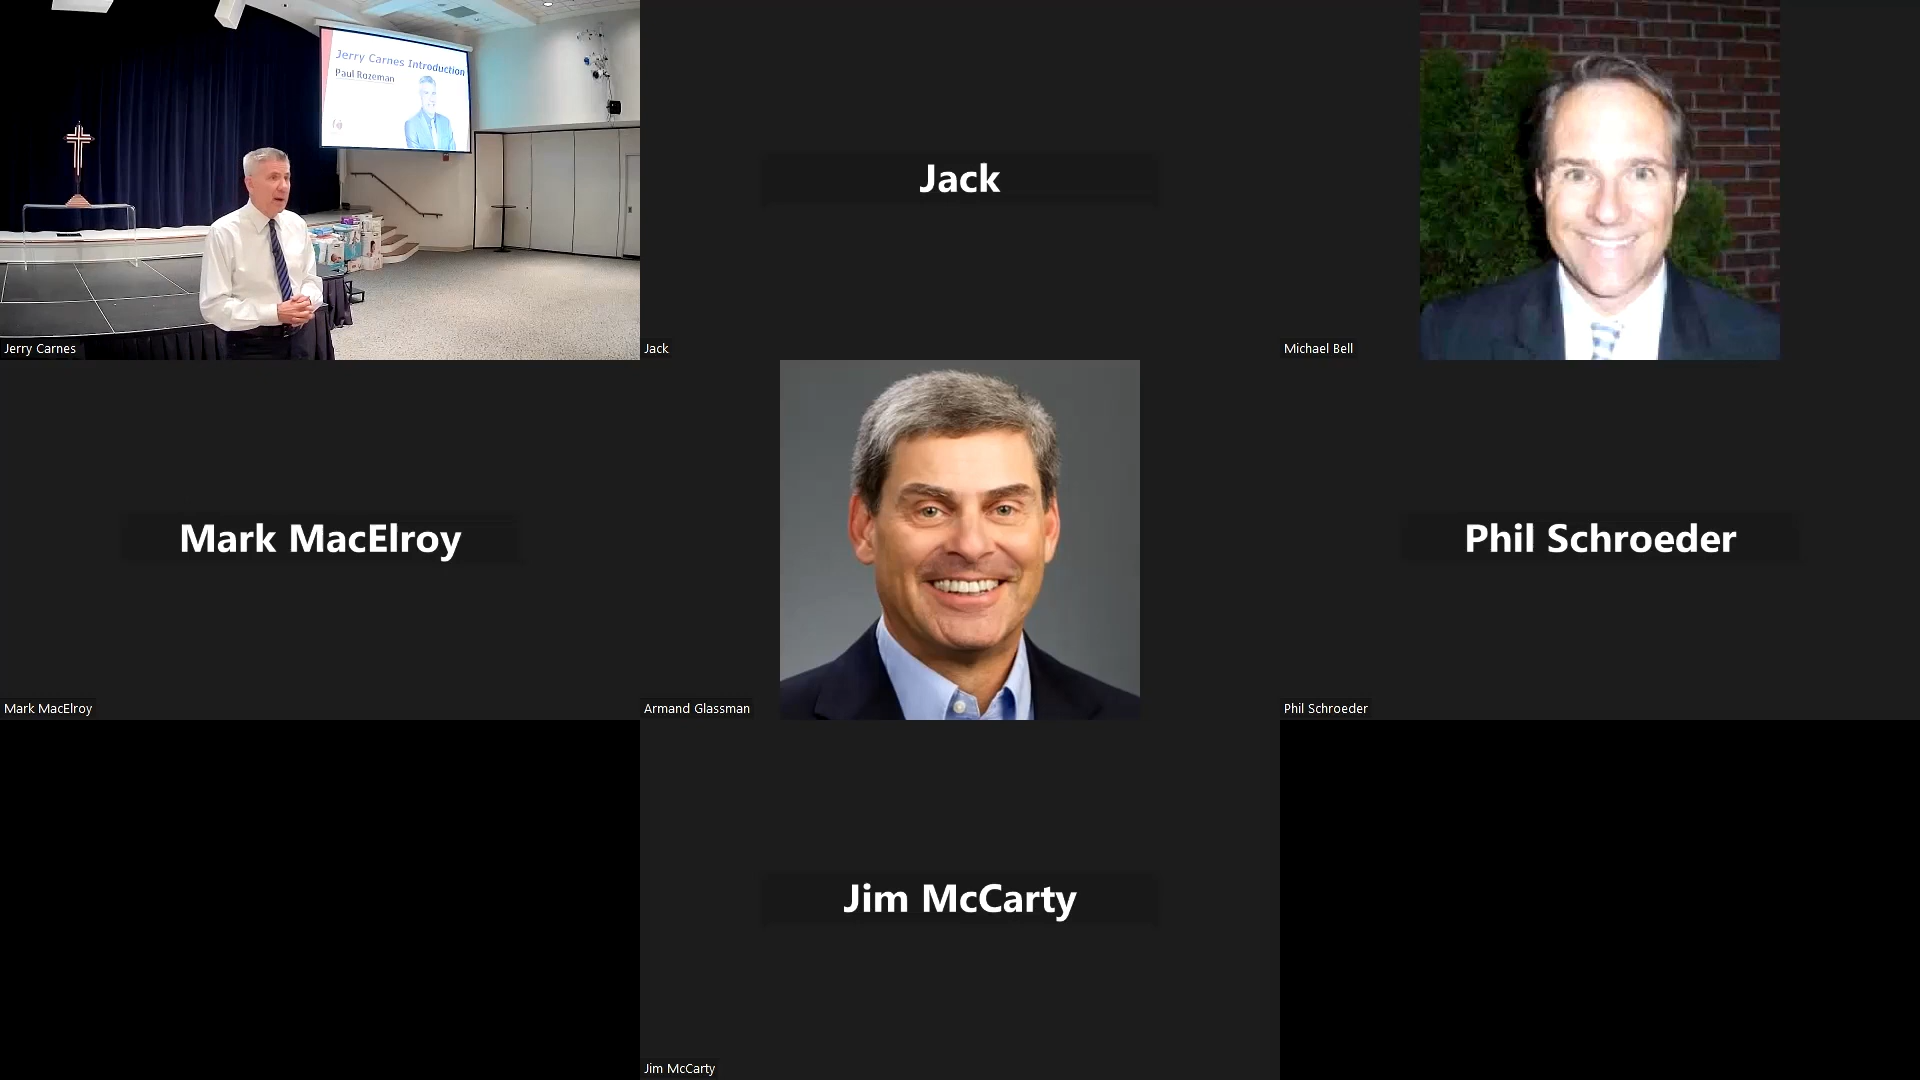 Jerry Carnes Introduction
Paul Rozeman
Jerry Carnes
Jack
Jack
Michael Bell
Mark MacElroy
Mark MacElroy
Armand Glassman
Phil Schroeder
Phil Schroeder
Jim McCarty
Jim McCarty